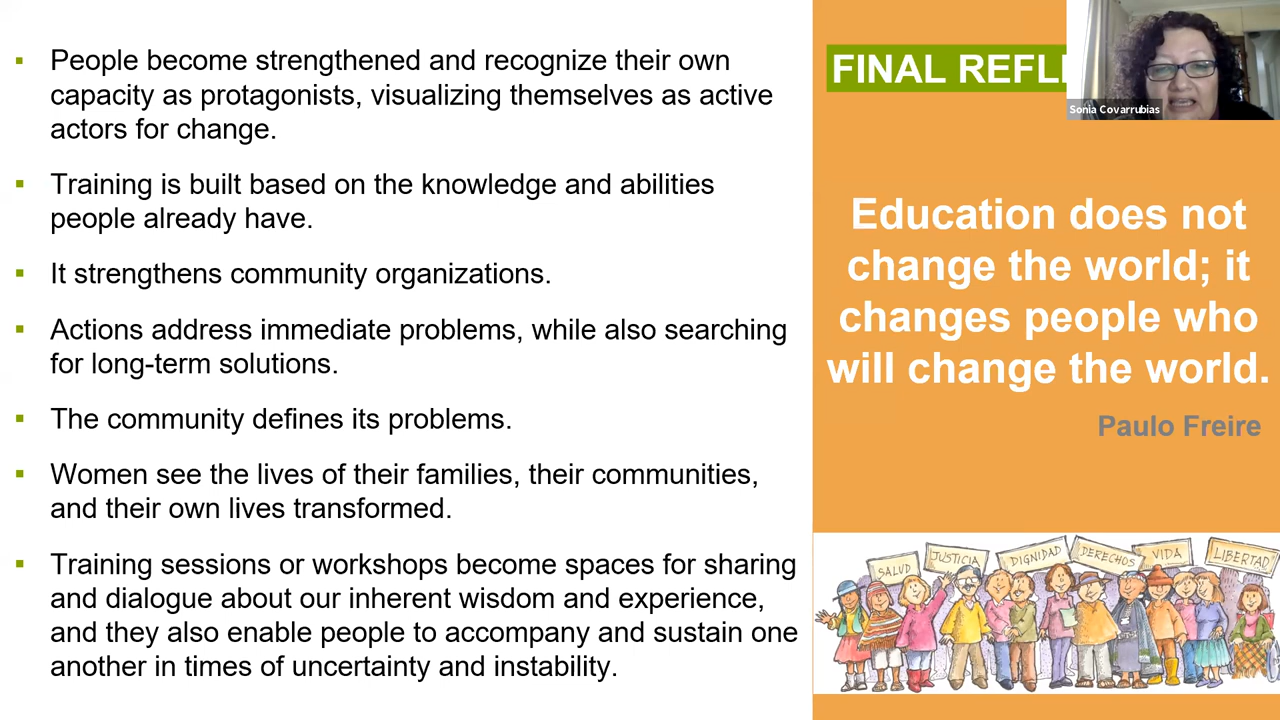 People become strengthened and recognize their own
capacity as protagonists, visualizing themselves as active
actors for change.
Training is built based on the knowledge and abilities
people already have.
It strengthens community organizations.
Actions address immediate problems, while also searching
for long-term solutions.
The community defines its problems.
Women see the lives of their families, their communities,
and their own lives transformed.
Training sessions or workshops become spaces for sharing
and dialogue about our inherent wisdom and experience,
and they also enable people to accompany and sustain one
another in times of uncertainty and instability.
FINAL REFL
Sonia Covarrubias
Education does not
change the world; it
changes people who
will change the world.
Paulo Freire
SALUD
JUSTICIA
DIGNIDAD
DERECHOS
VIDA
LIBERTAD